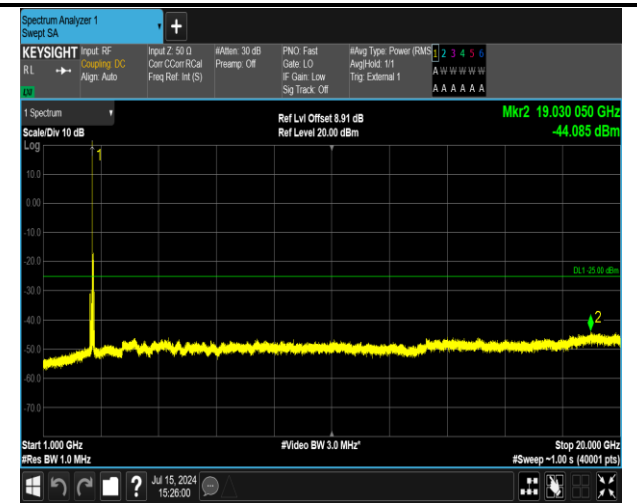 Spectrum Analyzer 1
Swept SA
KEYSIGHT Input: RF Input Z: 50 Ω #Atten: 30 dB PNO: Fast #Avg Type: Power (RMS 1 2 3 4 5 6
RL Coupling: DC Corr CCorr RCal Preamp: Off Gate: LO Avg|Hold: 1/1 A W W W W W
Align: Auto Freq Ref: Int (S) IF Gain: Low Trig: External 1
Sig Track: Off A A A A A A
1 Spectrum
Ref Lvl Offset 8.91 dB Mkr2 19.030 050 GHz
Scale/Div 10 dB Ref Level 20.00 dBm -44.085 dBm
Log
1
10.0
0.00
-10.0
-20.0
DL1 -25.00 dBm
-30.0
-40.0
2
-50.0
-60.0
-70.0
Start 1.000 GHz #Video BW 3.0 MHz* Stop 20.000 GHz
#Res BW 1.0 MHz #Sweep ~1.00 s (40001 pts)
? Jul 15, 2024
15:26:00